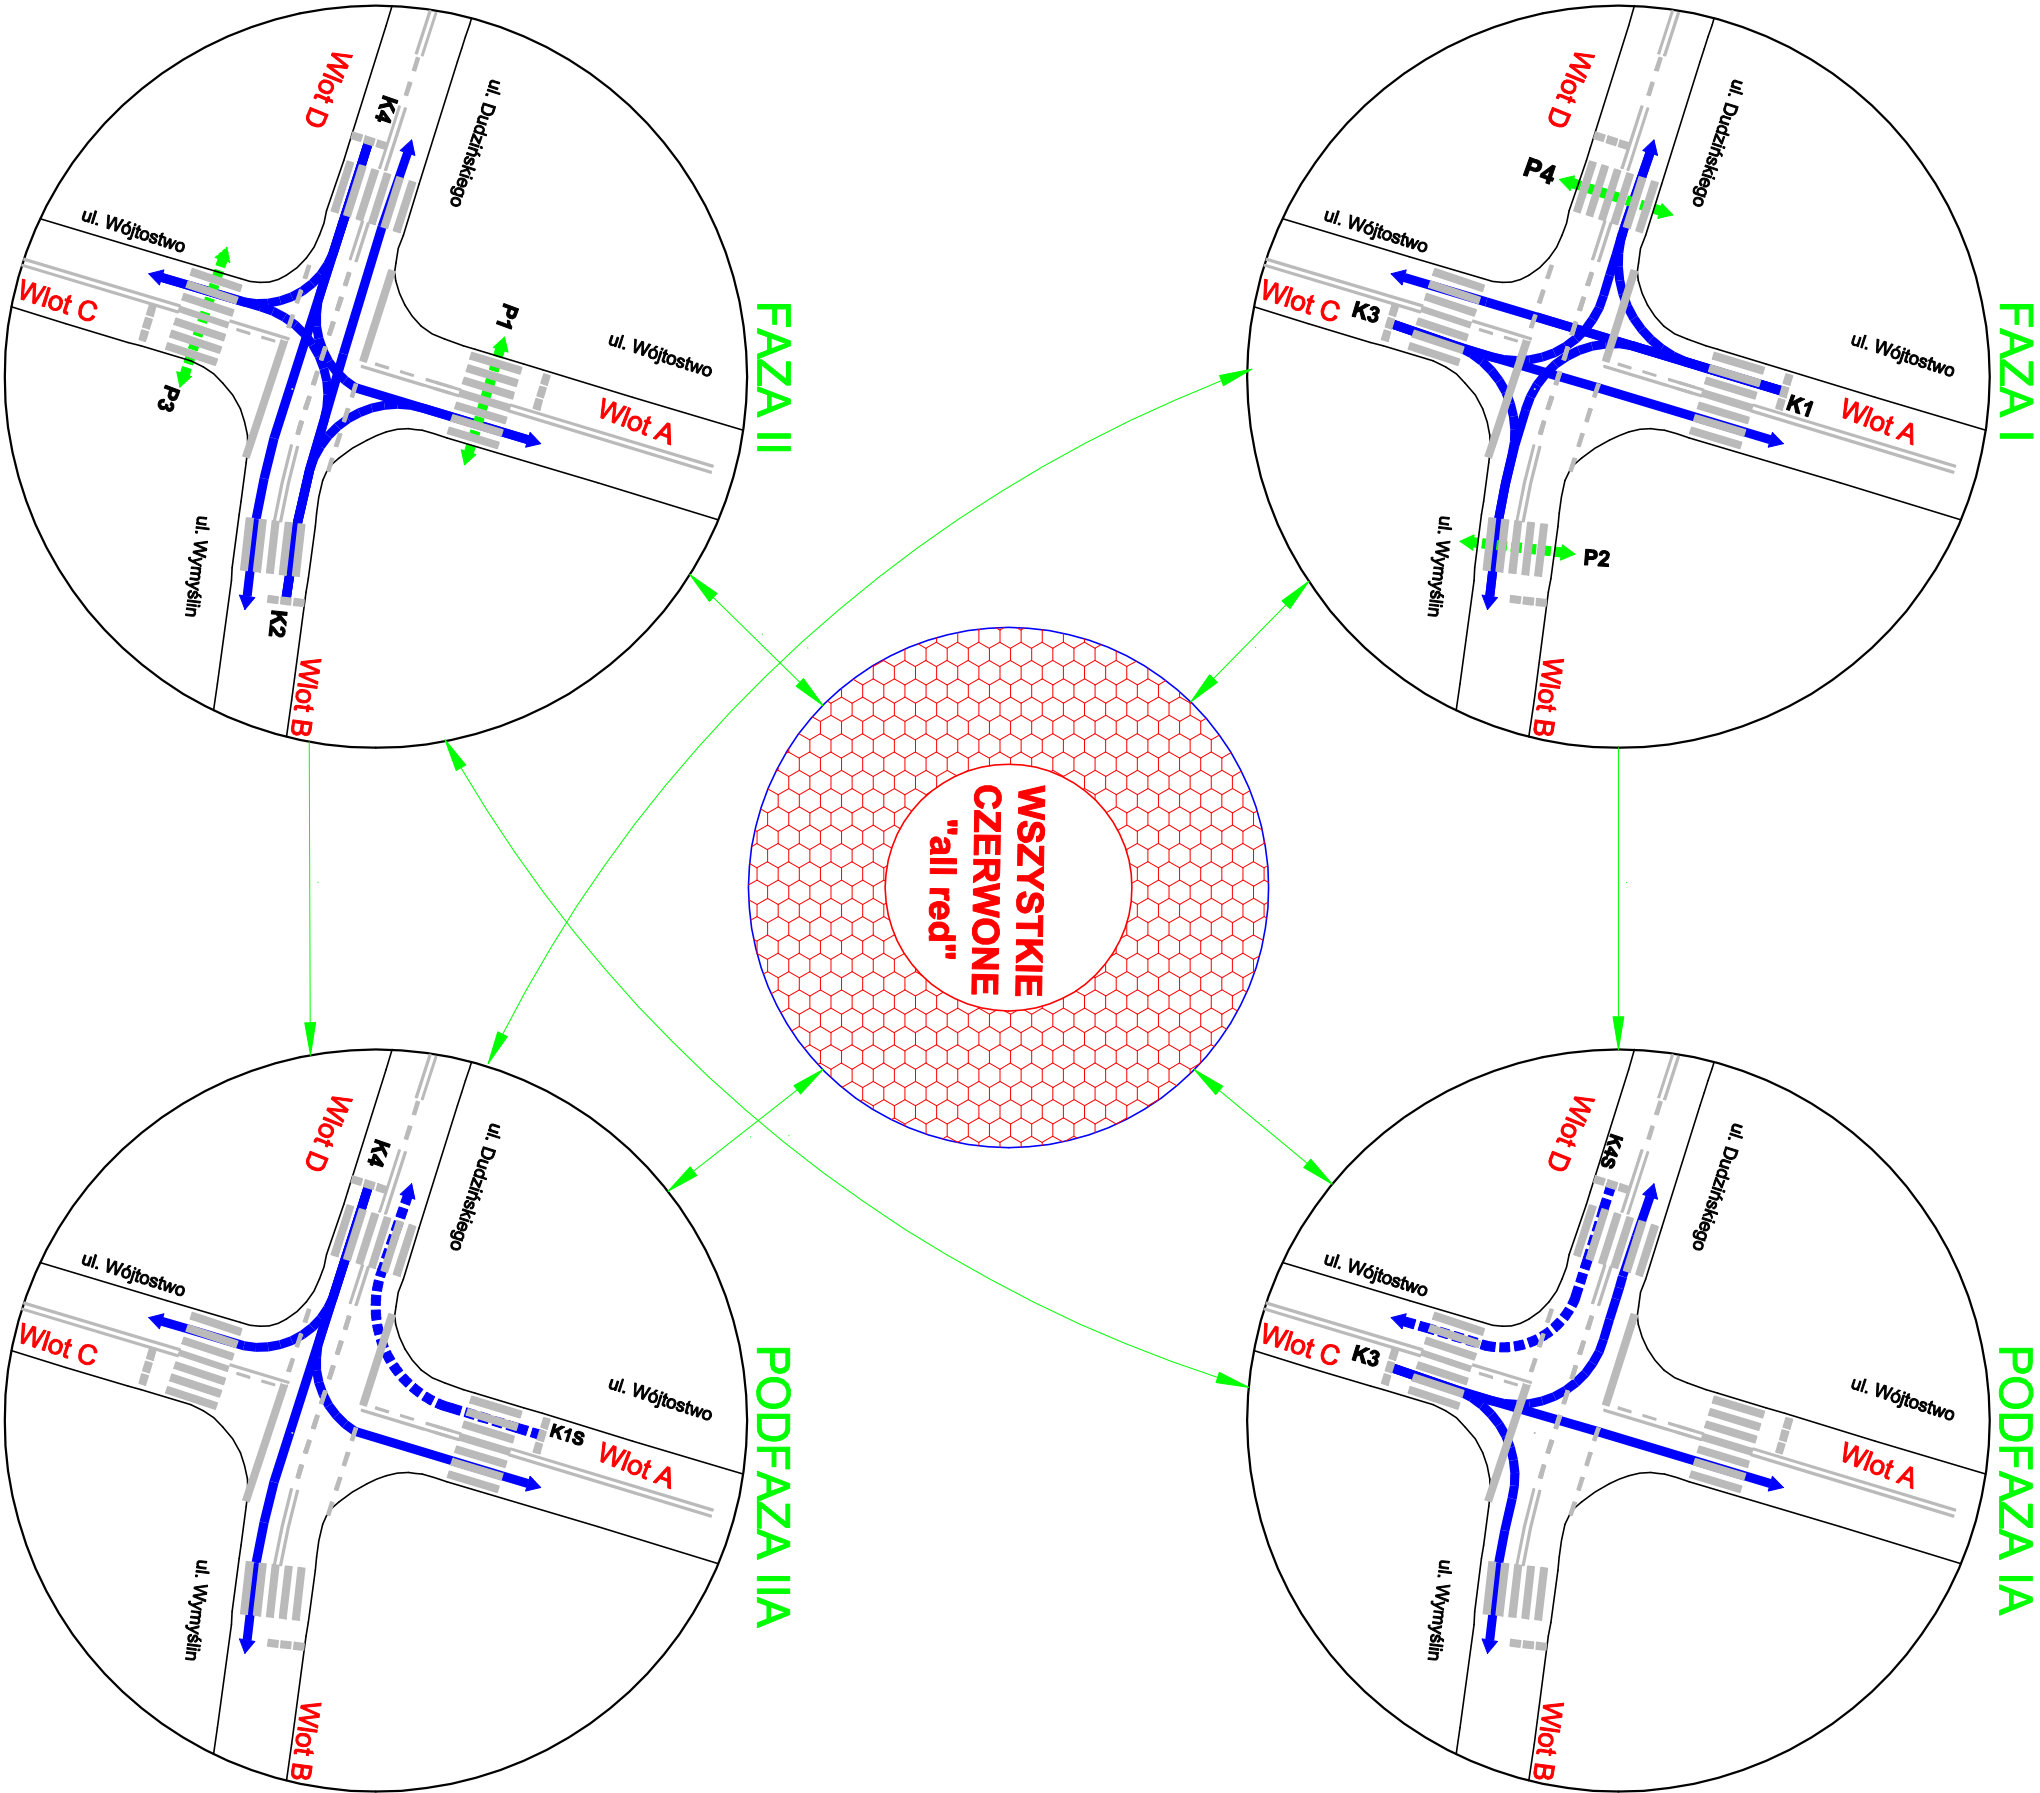 FAZA I
Wlot D
ul. Dudzińskiego
P4
ul. Wójtostwo
Wlot C
K3
ul. Wójtostwo
K1
Wlot A
ul. Wymyślin
P2
Wlot B
FAZA II
Wlot D
K4
ul. Dudzińskiego
ul. Wójtostwo
Wlot C
P3
P1
ul. Wójtostwo
Wlot A
ul. Wymyślin
K2
Wlot B
WSZYSTKIE
CZERWONE
"all red"
PODFAZA IA
Wlot D
K4S
ul. Dudzińskiego
ul. Wójtostwo
Wlot C
K3
ul. Wójtostwo
Wlot A
ul. Wymyślin
Wlot B
PODFAZA IIA
Wlot D
K4
ul. Dudzińskiego
ul. Wójtostwo
Wlot C
ul. Wójtostwo
K1S
Wlot A
ul. Wymyślin
Wlot B